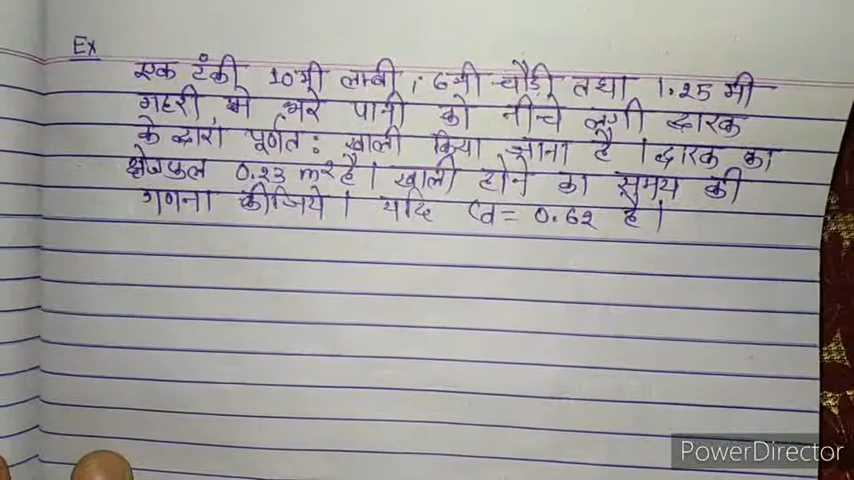 Ex
एक टंकी 10 मी लम्बी, 6 मी चौड़ी तथा 1.25 मी
गहरी, मे भरे पानी को नीचे लगी द्वारक
के द्वारा पूर्णत: खाली किया जाना है । द्वारक का
क्षेत्रफल 0.23 m² है । खाली होने का समय की
गणना कीजिये । यदि Cd = 0.62 है ।
PowerDirector